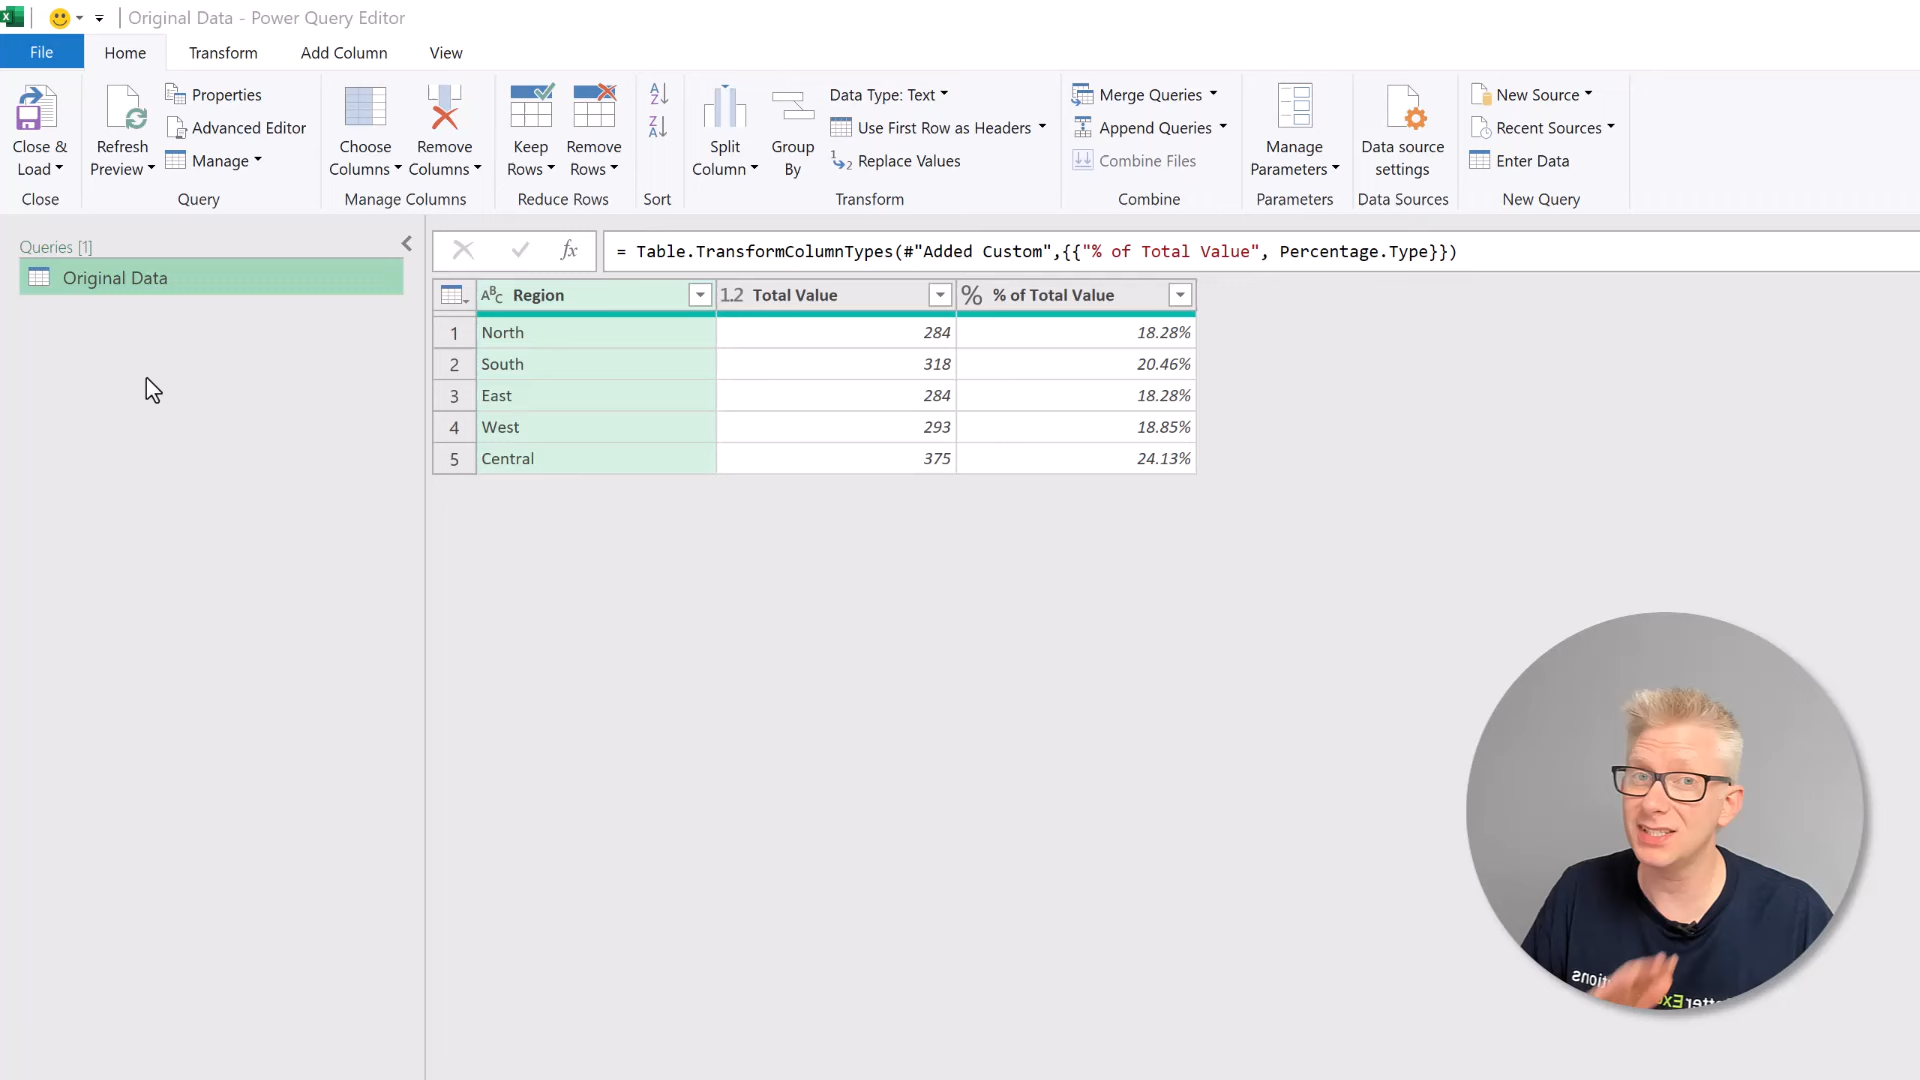 Original Data - Power Query Editor
File Home Transform Add Column View
Close & Load
Refresh Preview
Properties
Advanced Editor
Manage
Choose Columns
Remove Columns
Keep Rows
Remove Rows
A Z
Z A
Split Column
Group By
Data Type: Text
Use First Row as Headers
1 2 Replace Values
Merge Queries
Append Queries
Combine Files
Manage Parameters
Data source settings
New Source
Recent Sources
Enter Data
Close Query Manage Columns Reduce Rows Sort Transform Combine Parameters Data Sources New Query
Queries [1]
Original Data
fx = Table.TransformColumnTypes(#"Added Custom",{{"% of Total Value", Percentage.Type}})
ABC Region 1.2 Total Value % % of Total Value
1 North 284 18.28%
2 South 318 20.46%
3 East 284 18.28%
4 West 293 18.85%
5 Central 375 24.13%